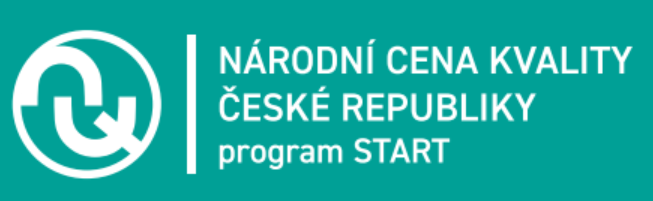 NÁRODNÍ CENA KVALITY
ČESKÉ REPUBLIKY
program START